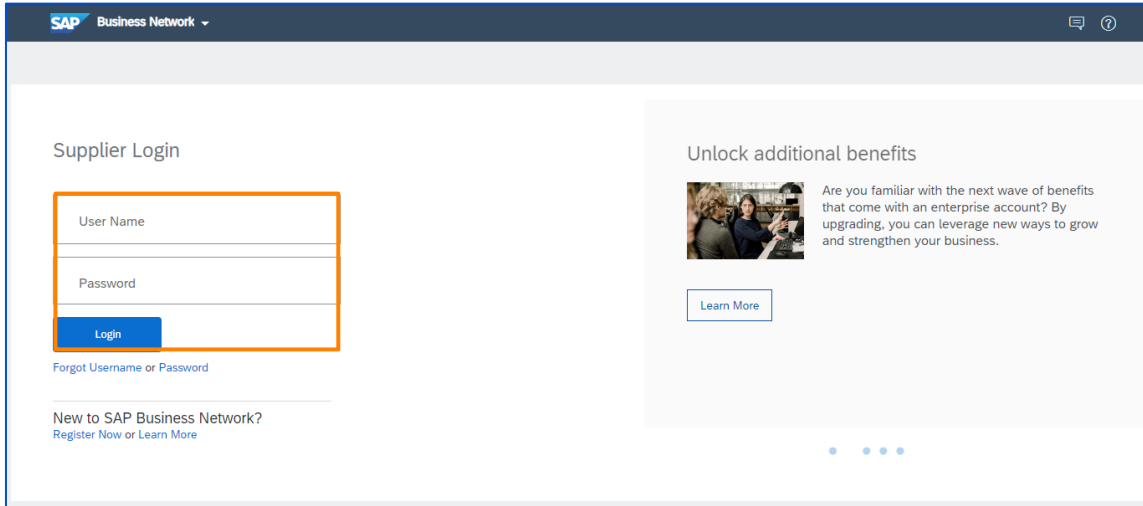 SAP Business Network
Supplier Login
User Name
Password
Login
Forgot Username or Password
New to SAP Business Network?
Register Now or Learn More
Unlock additional benefits
Are you familiar with the next wave of benefits
that come with an enterprise account? By
upgrading, you can leverage new ways to grow
and strengthen your business.
Learn More